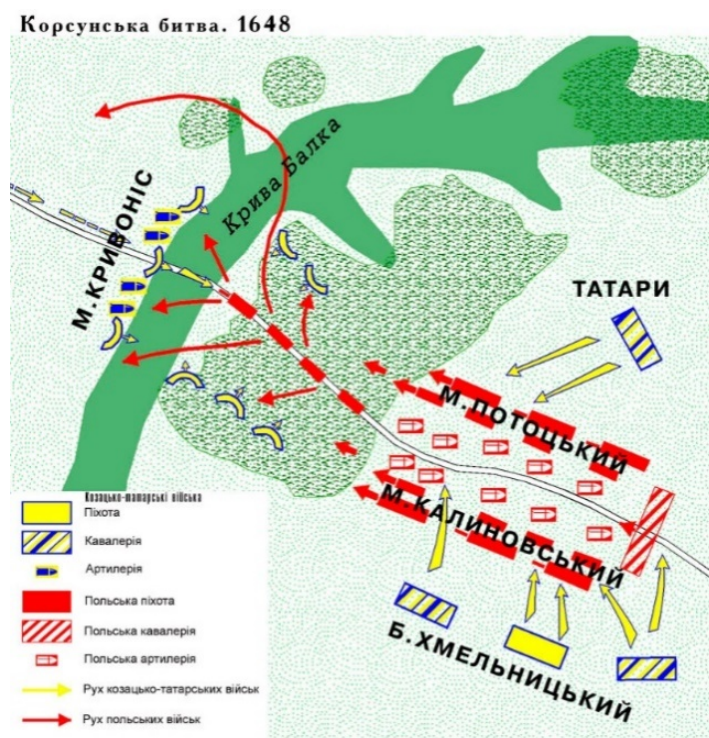 Корсунська битва. 1648
Крива Балка
М. КРИВОНІС
ТАТАРИ
М. ПОТОЦЬКИЙ
М. КАЛИНОВСЬКИЙ
Б. ХМЕЛЬНИЦЬКИЙ
Козацько-татарські війська
Піхота
Кавалерія
Артилерія
Польська піхота
Польська кавалерія
Польська артилерія
Рух козацько-татарських військ
Рух польських військ